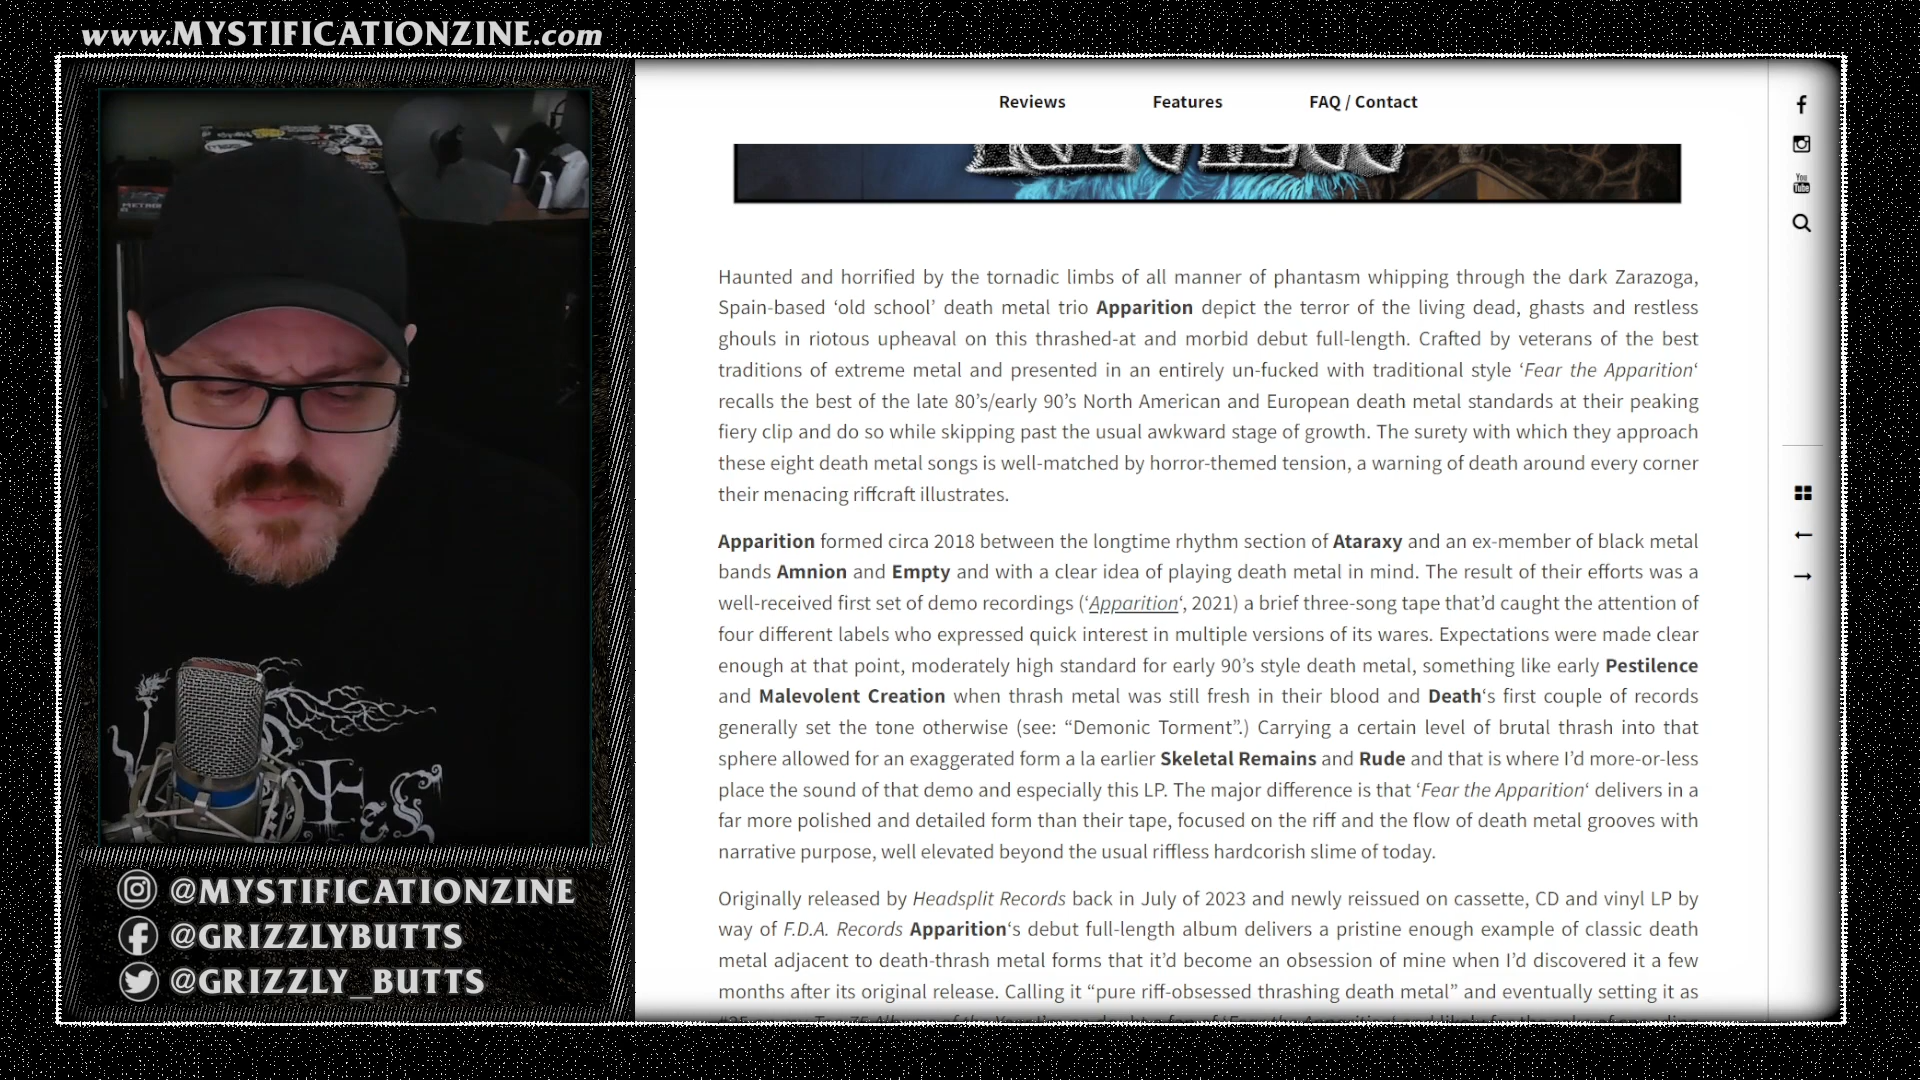 www.MYSTIFICATIONZINE.com
Reviews
Features
FAQ / Contact
You
Tube
Haunted and horrified by the tornadic limbs of all manner of phantasm whipping through the dark Zarazoga,
Spain-based ‘old school’ death metal trio Apparition depict the terror of the living dead, ghasts and restless
ghouls in riotous upheaval on this thrashed-at and morbid debut full-length. Crafted by veterans of the best
traditions of extreme metal and presented in an entirely un-fucked with traditional style ‘Fear the Apparition‘
recalls the best of the late 80’s/early 90’s North American and European death metal standards at their peaking
fiery clip and do so while skipping past the usual awkward stage of growth. The surety with which they approach
these eight death metal songs is well-matched by horror-themed tension, a warning of death around every corner
their menacing riffcraft illustrates.
Apparition formed circa 2018 between the longtime rhythm section of Ataraxy and an ex-member of black metal
bands Amnion and Empty and with a clear idea of playing death metal in mind. The result of their efforts was a
well-received first set of demo recordings (‘Apparition‘, 2021) a brief three-song tape that’d caught the attention of
four different labels who expressed quick interest in multiple versions of its wares. Expectations were made clear
enough at that point, moderately high standard for early 90’s style death metal, something like early Pestilence
and Malevolent Creation when thrash metal was still fresh in their blood and Death‘s first couple of records
generally set the tone otherwise (see: “Demonic Torment”.) Carrying a certain level of brutal thrash into that
sphere allowed for an exaggerated form a la earlier Skeletal Remains and Rude and that is where I’d more-or-less
place the sound of that demo and especially this LP. The major difference is that ‘Fear the Apparition‘ delivers in a
far more polished and detailed form than their tape, focused on the riff and the flow of death metal grooves with
narrative purpose, well elevated beyond the usual riffless hardcorish slime of today.
Originally released by Headsplit Records back in July of 2023 and newly reissued on cassette, CD and vinyl LP by
way of F.D.A. Records Apparition‘s debut full-length album delivers a pristine enough example of classic death
metal adjacent to death-thrash metal forms that it’d become an obsession of mine when I’d discovered it a few
months after its original release. Calling it “pure riff-obsessed thrashing death metal” and eventually setting it as
@MYSTIFICATIONZINE
@GRIZZLYBUTTS
@GRIZZLY_BUTTS